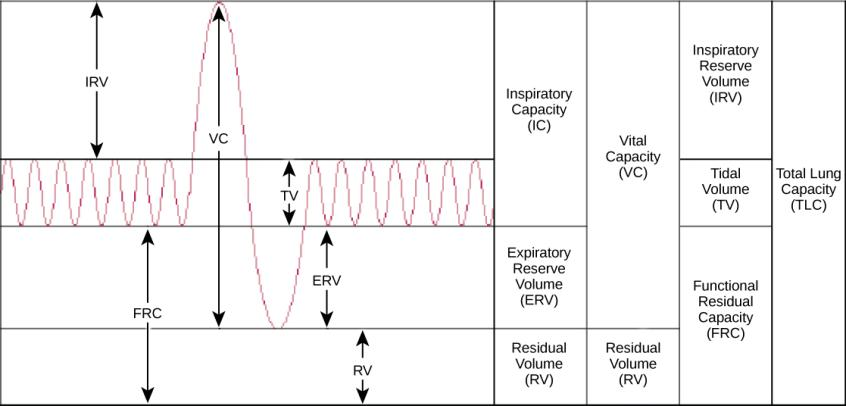 IRV
VC
TV
ERV
FRC
RV
Inspiratory
Capacity
(IC)
Expiratory
Reserve
Volume
(ERV)
Residual
Volume
(RV)
Vital
Capacity
(VC)
Residual
Volume
(RV)
Inspiratory
Reserve
Volume
(IRV)
Tidal
Volume
(TV)
Functional
Residual
Capacity
(FRC)
Total Lung
Capacity
(TLC)